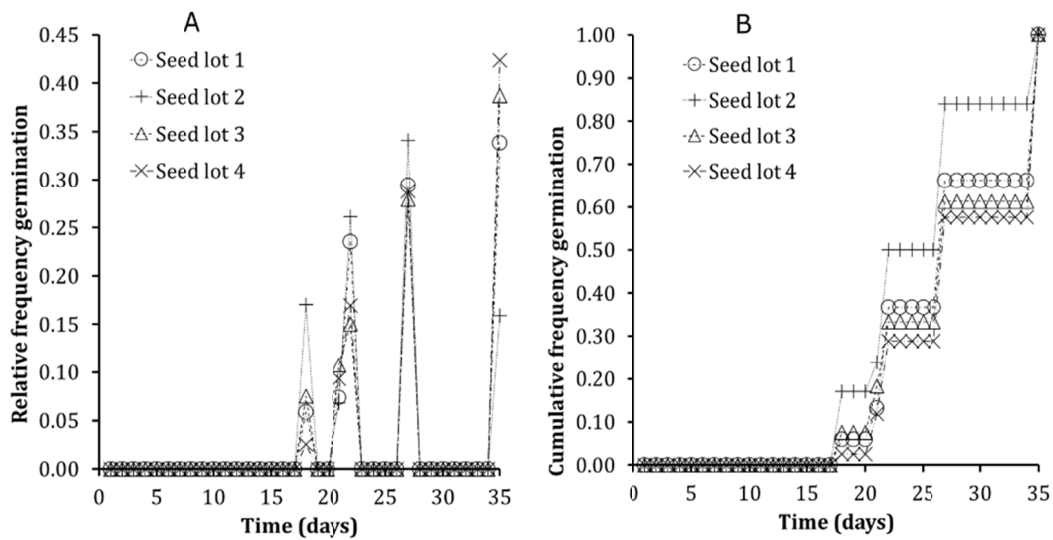 A
Relative frequency germination
0.45
0.40
0.35
0.30
0.25
0.20
0.15
0.10
0.05
0.00
Seed lot 1
Seed lot 2
Seed lot 3
Seed lot 4
0 5 10 15 20 25 30 35
Time (days)
B
Cumulative frequency germination
1.00
0.90
0.80
0.70
0.60
0.50
0.40
0.30
0.20
0.10
0.00
Seed lot 1
Seed lot 2
Seed lot 3
Seed lot 4
0 5 10 15 20 25 30 35
Time (days)